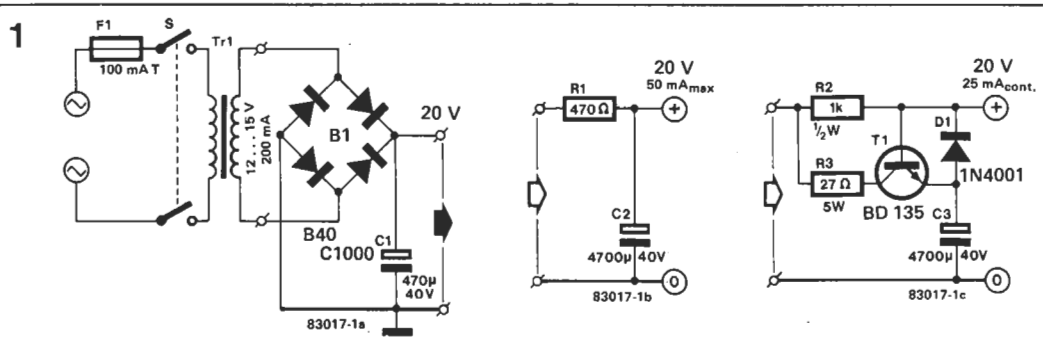 1
F1
100 mA T
S
Tr1
12 ... 15 V
200 mA
B1
B40
C1000
C1
470µ
40V
20 V
83017-1a
R1
470 Ω
20 V
50 mAmax
C2
4700µ 40V
0
83017-1b
R2
1k
½W
R3
27 Ω
5W
T1
BD 135
D1
1N4001
20 V
25 mAcont.
C3
4700µ 40V
0
83017-1c